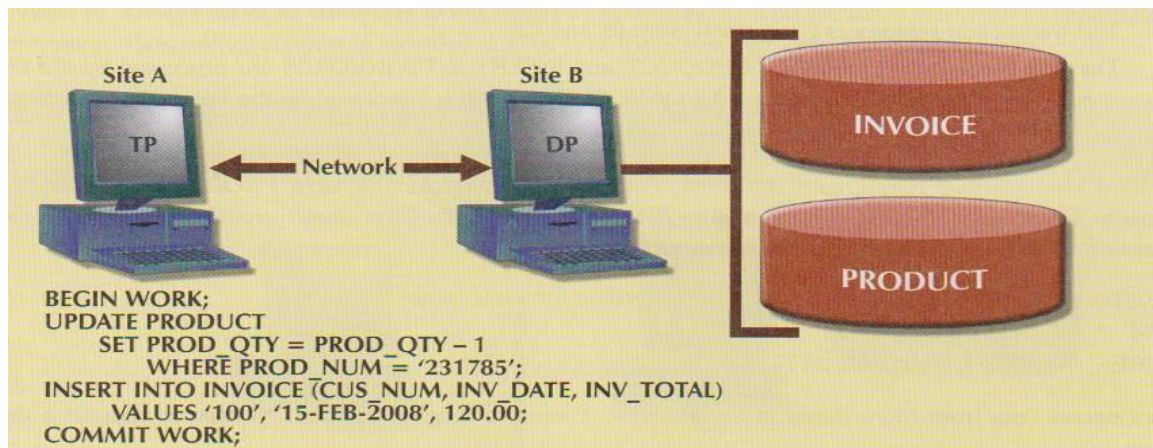 Site A
Site B
TP
DP
Network
INVOICE
PRODUCT
BEGIN WORK;
UPDATE PRODUCT
SET PROD_QTY = PROD_QTY – 1
WHERE PROD_NUM = ‘231785’;
INSERT INTO INVOICE (CUS_NUM, INV_DATE, INV_TOTAL)
VALUES ‘100’, ‘15-FEB-2008’, 120.00;
COMMIT WORK;